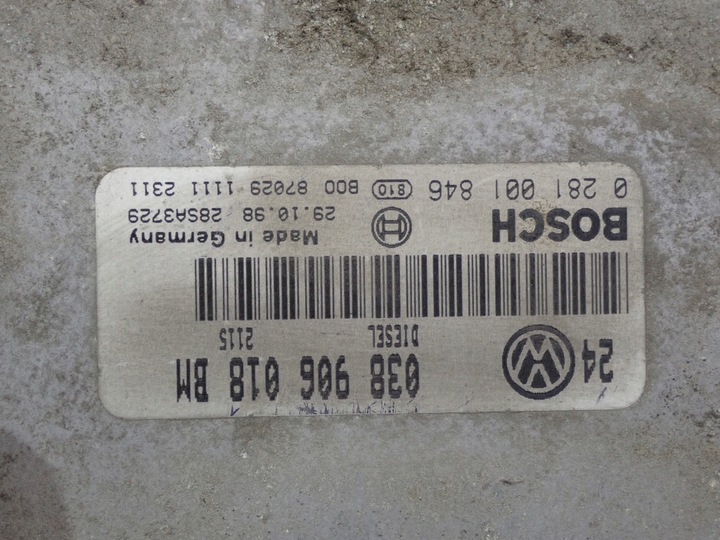 24 038 906 018 BM
DIESEL 2115
BOSCH Made in Germany
29.10.98 28SA3729
0 281 001 846 S10 B00 87029 1111 2311